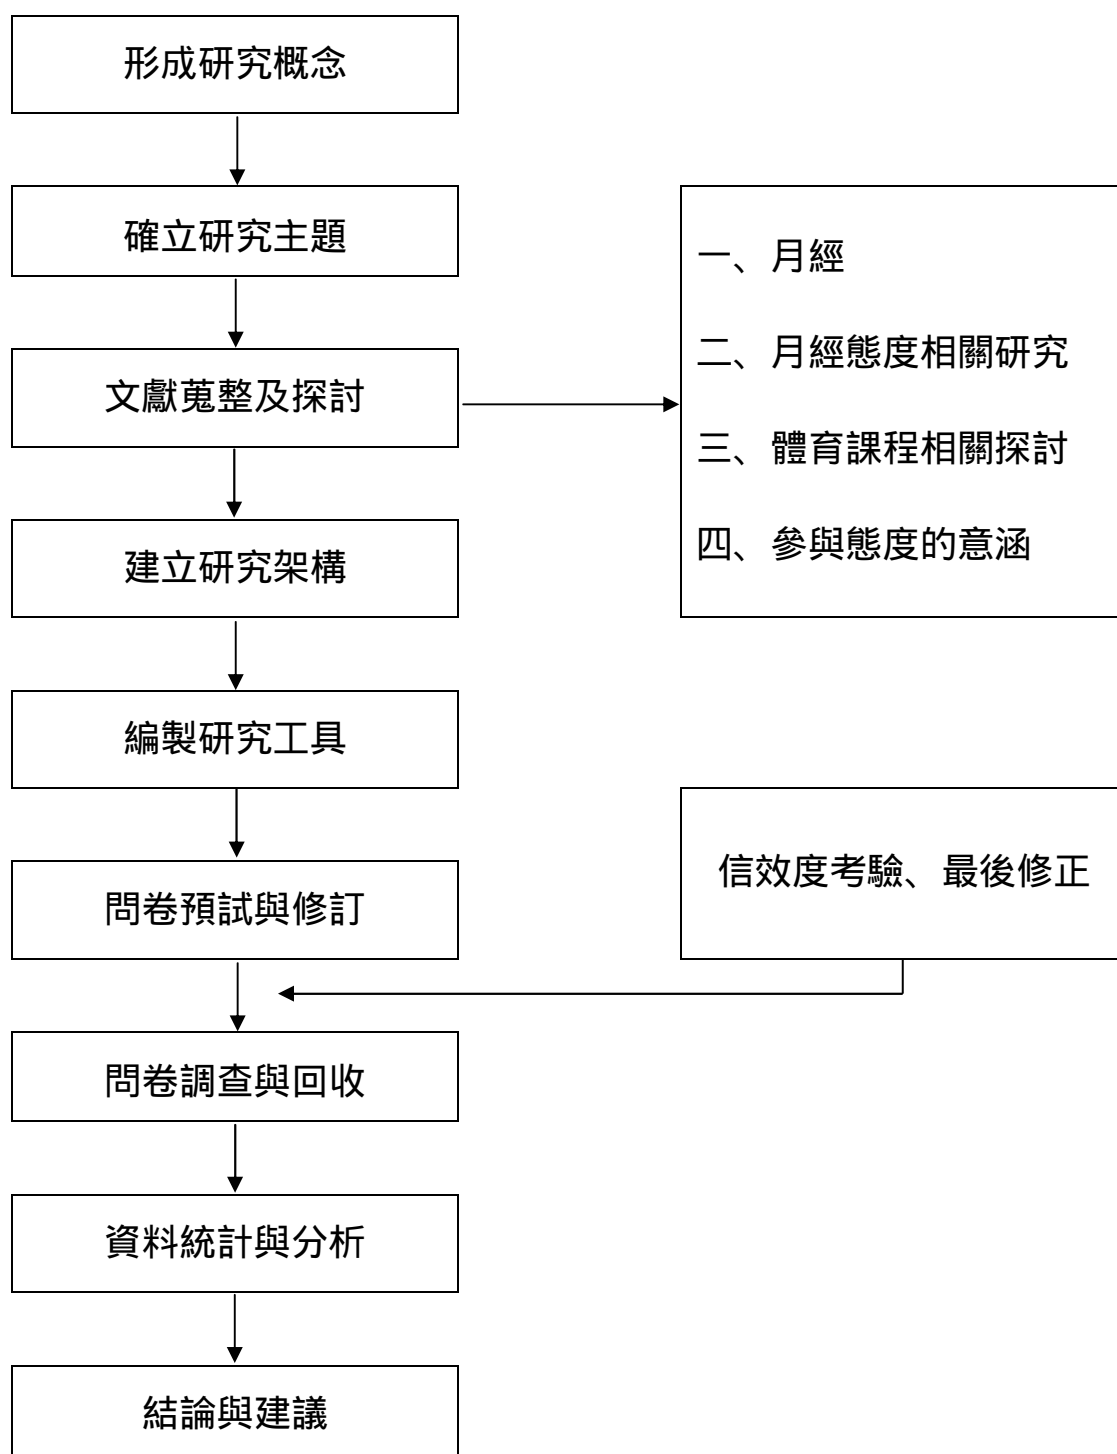 形成研究概念
確立研究主題
文獻蒐整及探討
一、月經
二、月經態度相關研究
三、體育課程相關探討
四、參與態度的意涵
建立研究架構
編製研究工具
問卷預試與修訂
信效度考驗、最後修正
問卷調查與回收
資料統計與分析
結論與建議